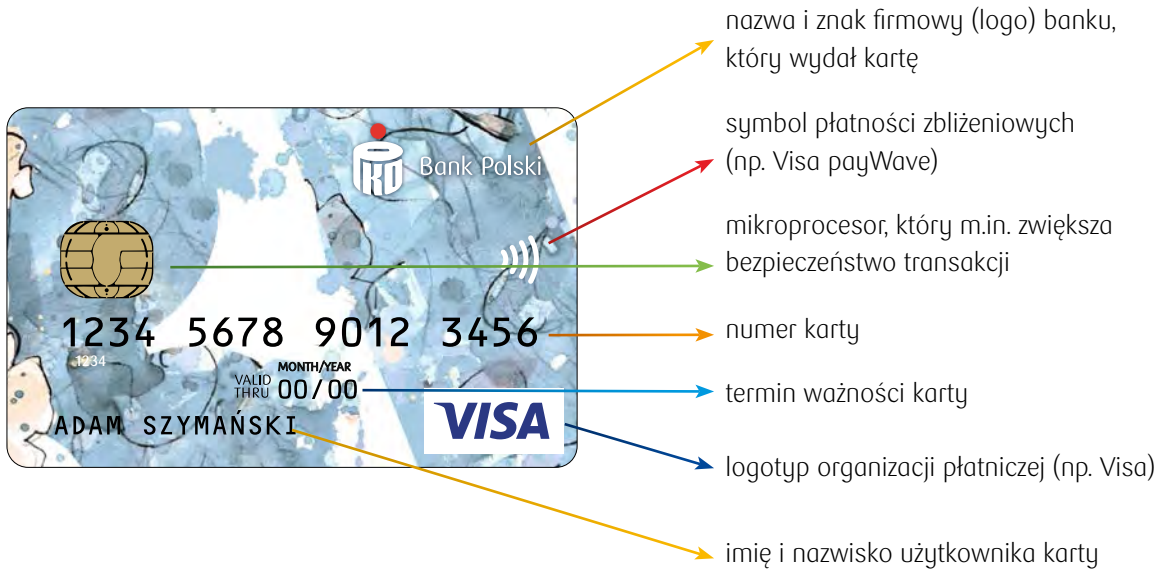 nazwa i znak firmowy (logo) banku,
który wydał kartę
symbol płatności zbliżeniowych
(np. Visa payWave)
mikroprocesor, który m.in. zwiększa
bezpieczeństwo transakcji
numer karty
termin ważności karty
logotyp organizacji płatniczej (np. Visa)
imię i nazwisko użytkownika karty
PKO Bank Polski
1234 5678 9012 3456
1234
MONTH/YEAR
VALID THRU 00/00
ADAM SZYMAŃSKI
VISA